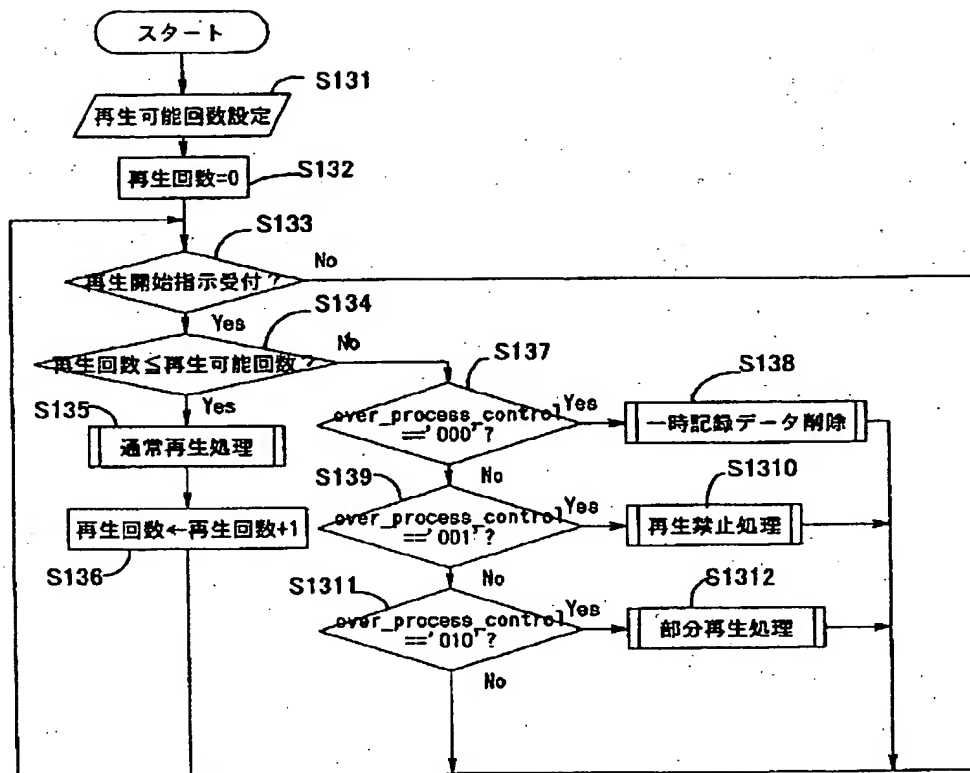 スタート
S131
再生可能回数設定
S132
再生回数=0
S133
再生開始指示受付?
No
Yes
S134
再生回数≦再生可能回数?
No
Yes
S135
通常再生処理
再生回数←再生回数+1
S136
S137
over_process_control
=='000'?
Yes
No
S138
一時記録データ削除
S139
over_process_control
=='001'?
Yes
No
S1310
再生禁止処理
S1311
over_process_control
=='010'?
Yes
No
S1312
部分再生処理